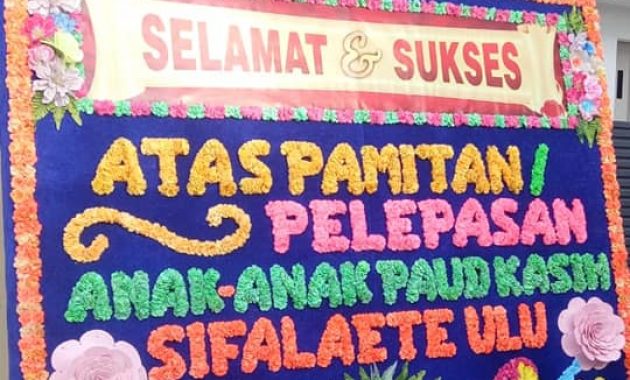 SELAMAT & SUKSES
ATAS PAMITAN /
PELEPASAN
ANAK-ANAK PAUD KASIH
SIFALAETE ULU